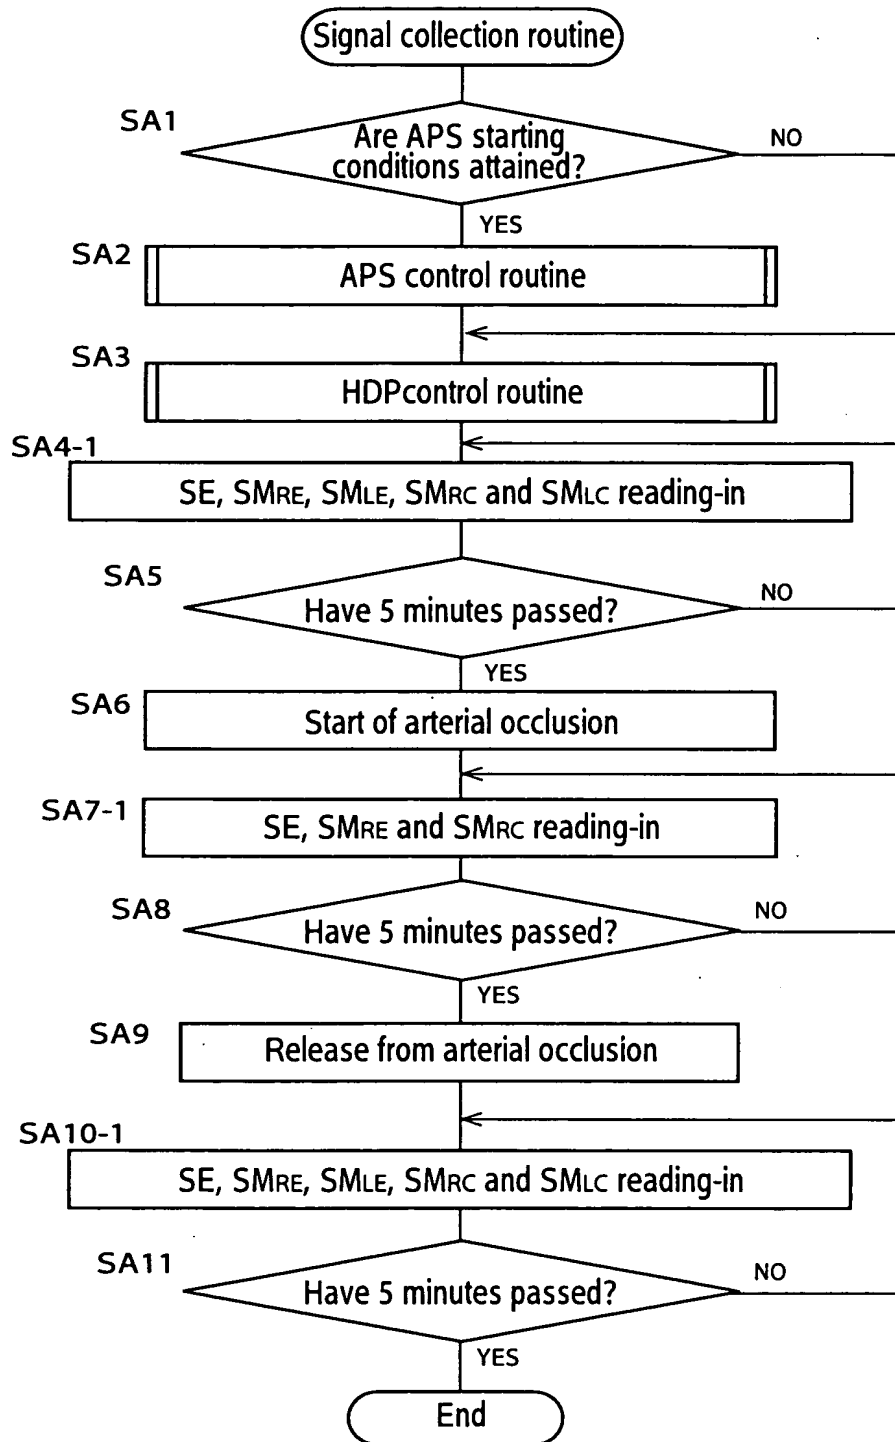 Signal collection routine
SA1
Are APS starting
conditions attained?
NO
YES
SA2
APS control routine
SA3
HDPcontrol routine
SA4-1
SE, SMRE, SMLE, SMRC and SMLC reading-in
SA5
Have 5 minutes passed?
NO
YES
SA6
Start of arterial occlusion
SA7-1
SE, SMRE and SMRC reading-in
SA8
Have 5 minutes passed?
NO
YES
SA9
Release from arterial occlusion
SA10-1
SE, SMRE, SMLE, SMRC and SMLC reading-in
SA11
Have 5 minutes passed?
NO
YES
End